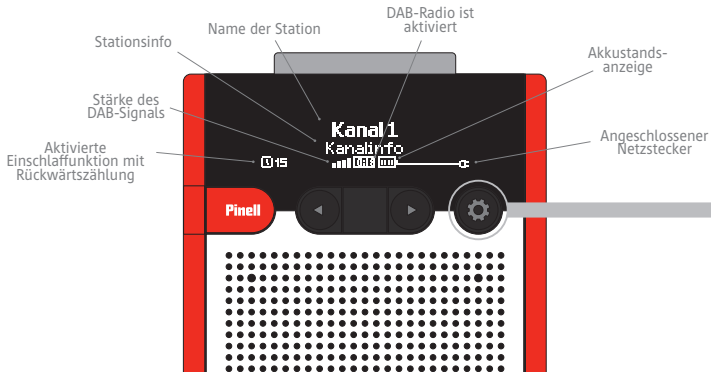 DAB-Radio ist
aktiviert
Name der Station
Stationsinfo
Akkustands-
anzeige
Stärke des
DAB-Signals
Aktivierte
Einschlaffunktion mit
Rückwärtszählung
Angeschlossener
Netzstecker
Kanal 1
Kanalinfo
15 DAB
Pinell